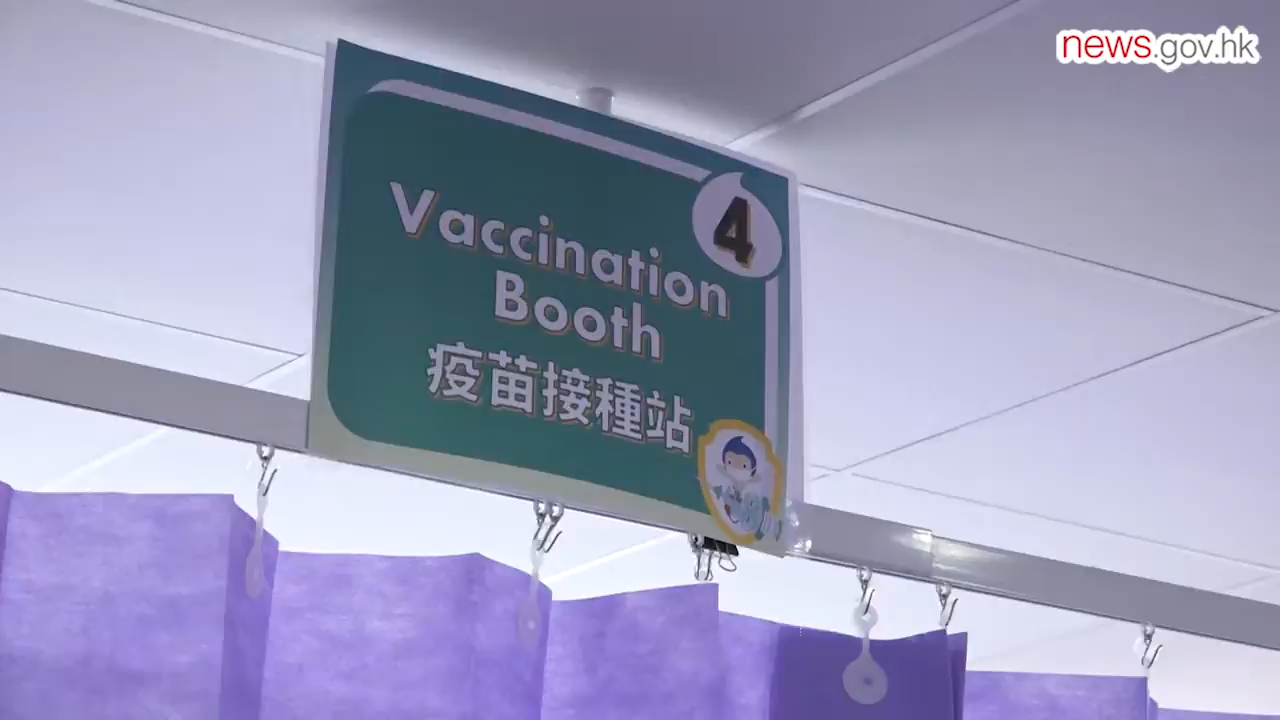 news.gov.hk
4
Vaccination
Booth
疫苗接種站